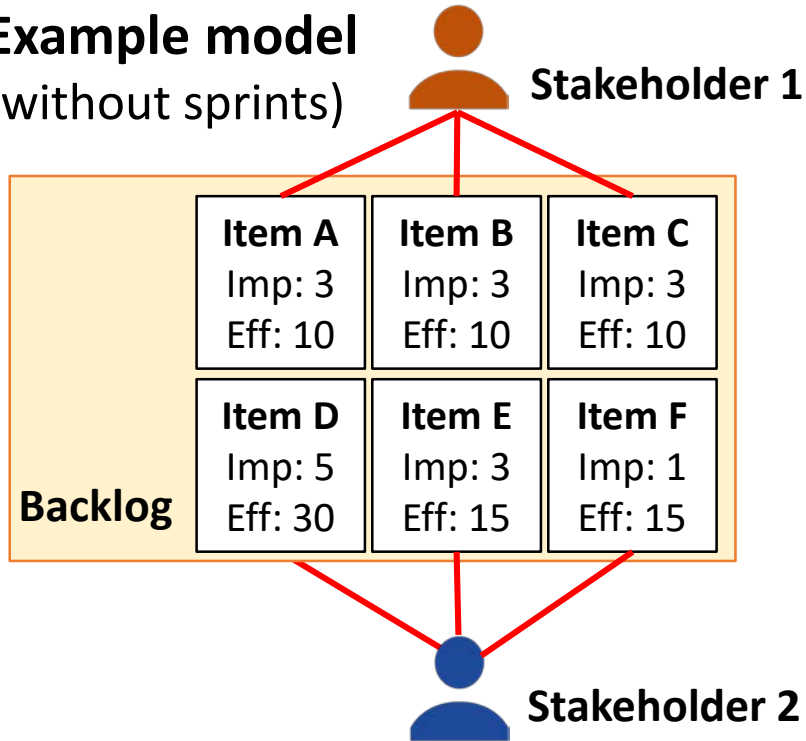 Example model
without sprints)
Stakeholder 1
Item A
Imp: 3
Eff: 10
Item B
Imp: 3
Eff: 10
Item C
Imp: 3
Eff: 10
Item D
Imp: 5
Eff: 30
Item E
Imp: 3
Eff: 15
Item F
Imp: 1
Eff: 15
Backlog
Stakeholder 2